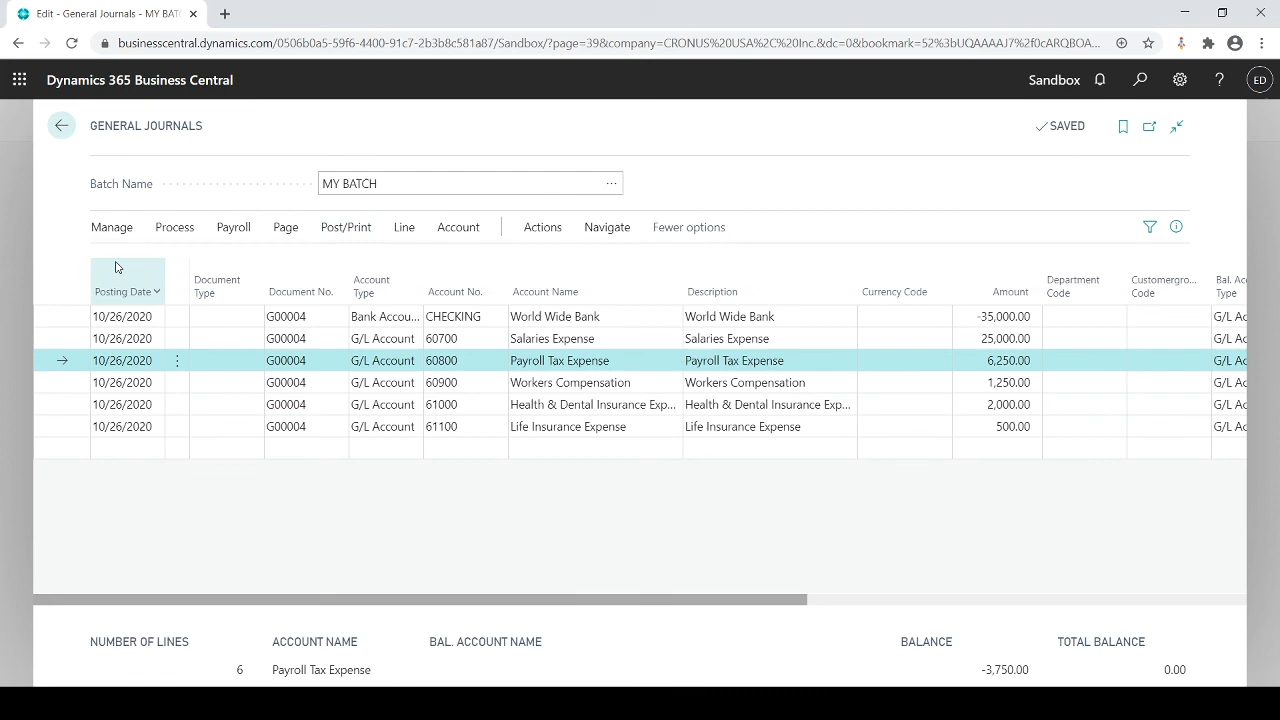 Edit - General Journals - MY BAT
businesscentral.dynamics.com/0506b0a5-59f6-4400-91c7-2b3b8c581a87/Sandbox/?page=39&company=CRONUS%20USA%2C%20Inc.&dc=0&bookmark=52%3bUQAAAAJ7%2f0cARQBOA...
Dynamics 365 Business Central Sandbox ? ED
GENERAL JOURNALS SAVED
Batch Name MY BATCH ...
Manage Process Payroll Page Post/Print Line Account Actions Navigate Fewer options
Posting Date Document Type Document No. Account Type Account No. Account Name Description Currency Code Amount Department Code Customergro... Code Bal. Ac Type
10/26/2020 G00004 Bank Accou... CHECKING World Wide Bank World Wide Bank -35,000.00 G/L Ac
10/26/2020 G00004 G/L Account 60700 Salaries Expense Salaries Expense 25,000.00 G/L Ac
10/26/2020 G00004 G/L Account 60800 Payroll Tax Expense Payroll Tax Expense 6,250.00 G/L Ac
10/26/2020 G00004 G/L Account 60900 Workers Compensation Workers Compensation 1,250.00 G/L Ac
10/26/2020 G00004 G/L Account 61000 Health & Dental Insurance Exp... Health & Dental Insurance Exp... 2,000.00 G/L Ac
10/26/2020 G00004 G/L Account 61100 Life Insurance Expense Life Insurance Expense 500.00 G/L Ac
NUMBER OF LINES ACCOUNT NAME BAL. ACCOUNT NAME BALANCE TOTAL BALANCE
6 Payroll Tax Expense -3,750.00 0.00